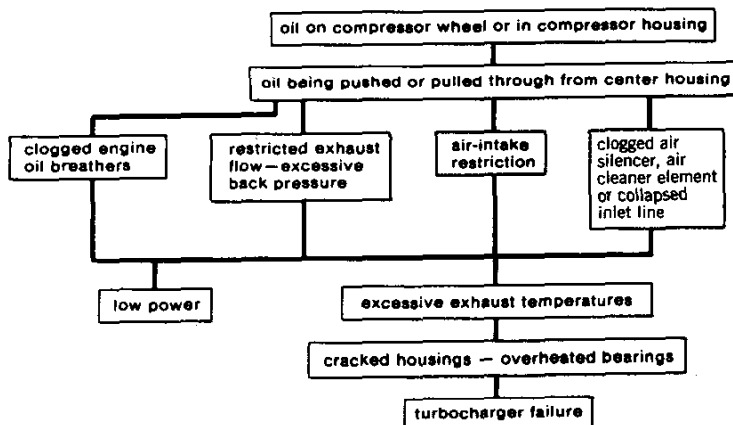 oil on compressor wheel or in compressor housing
oil being pushed or pulled through from center housing
clogged engine
oil breathers
restricted exhaust
flow—excessive
back pressure
air-intake
restriction
clogged air
silencer, air
cleaner element
or collapsed
inlet line
low power
excessive exhaust temperatures
cracked housings — overheated bearings
turbocharger failure